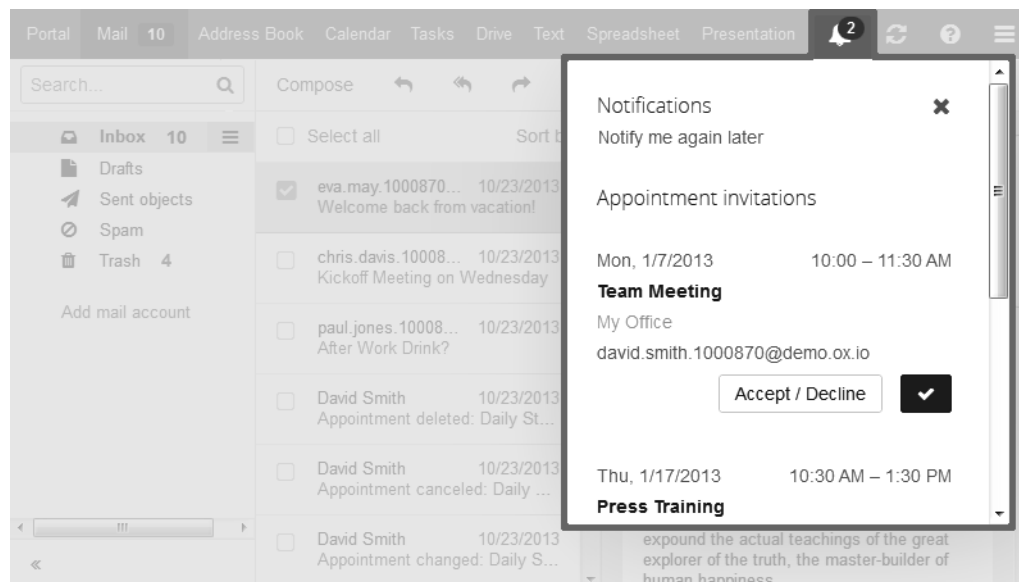 Portal Mail 10 Address Book Calendar Tasks Drive Text Spreadsheet Presentation 2
Search...
Inbox 10
Drafts
Sent objects
Spam
Trash 4
Add mail account
Compose
Select all Sort b
eva.may.1000870... 10/23/2013
Welcome back from vacation!
chris.davis.10008... 10/23/2013
Kickoff Meeting on Wednesday
paul.jones.10008... 10/23/2013
After Work Drink?
David Smith 10/23/2013
Appointment deleted: Daily St...
David Smith 10/23/2013
Appointment canceled: Daily ...
David Smith 10/23/2013
Appointment changed: Daily S...
Notifications
Notify me again later
Appointment invitations
Mon, 1/7/2013 10:00 – 11:30 AM
Team Meeting
My Office
david.smith.1000870@demo.ox.io
Accept / Decline
Thu, 1/17/2013 10:30 AM – 1:30 PM
Press Training
expound the actual teachings of the great
explorer of the truth, the master-builder of
human happiness